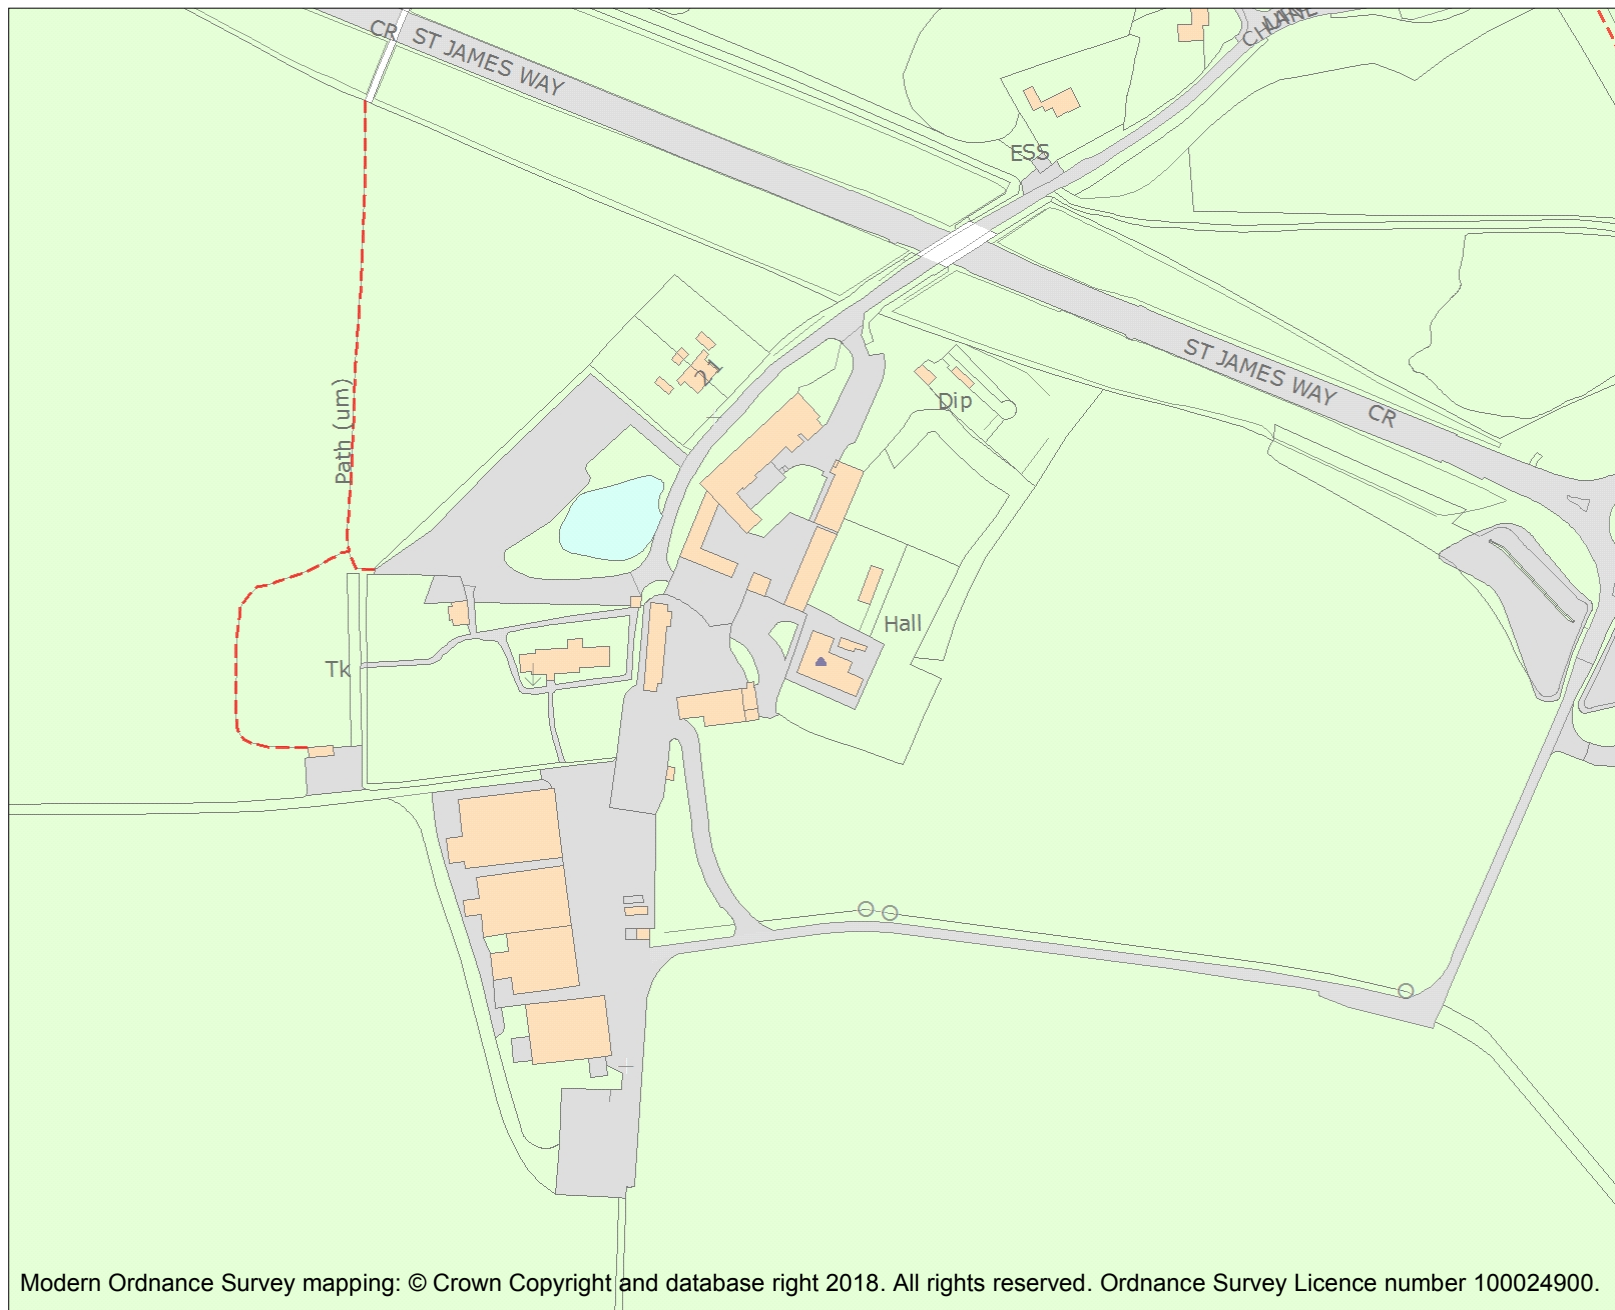 CR ST JAMES WAY
LANE
ESS
21
ST JAMES WAY CR
Path (um)
Dip
Hall
Tk
Modern Ordnance Survey mapping: © Crown Copyright and database right 2018. All rights reserved. Ordnance Survey Licence number 100024900.